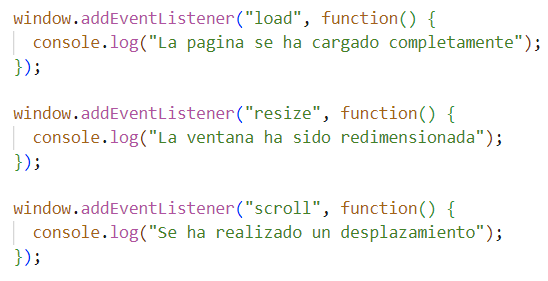 window.addEventListener("load", function() {
  console.log("La pagina se ha cargado completamente");
});

window.addEventListener("resize", function() {
  console.log("La ventana ha sido redimensionada");
});

window.addEventListener("scroll", function() {
  console.log("Se ha realizado un desplazamiento");
});